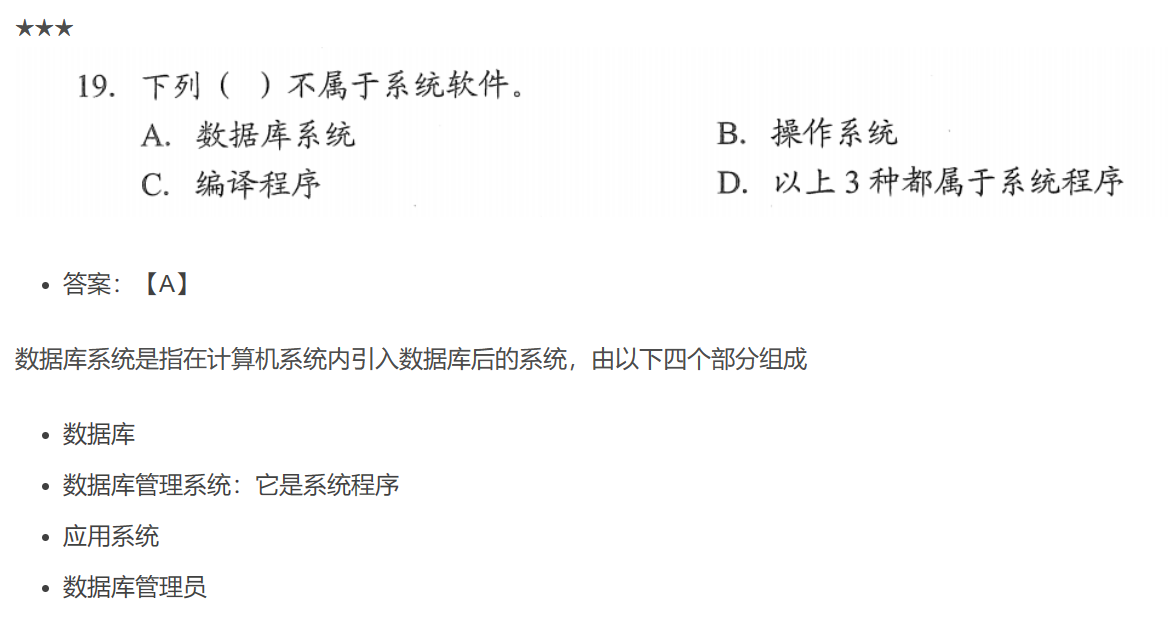 ★★★
19. 下列（ ）不属于系统软件。
A. 数据库系统 B. 操作系统
C. 编译程序 D. 以上3种都属于系统程序
• 答案：【A】
数据库系统是指在计算机系统内引入数据库后的系统，由以下四个部分组成
• 数据库
• 数据库管理系统：它是系统程序
• 应用系统
• 数据库管理员